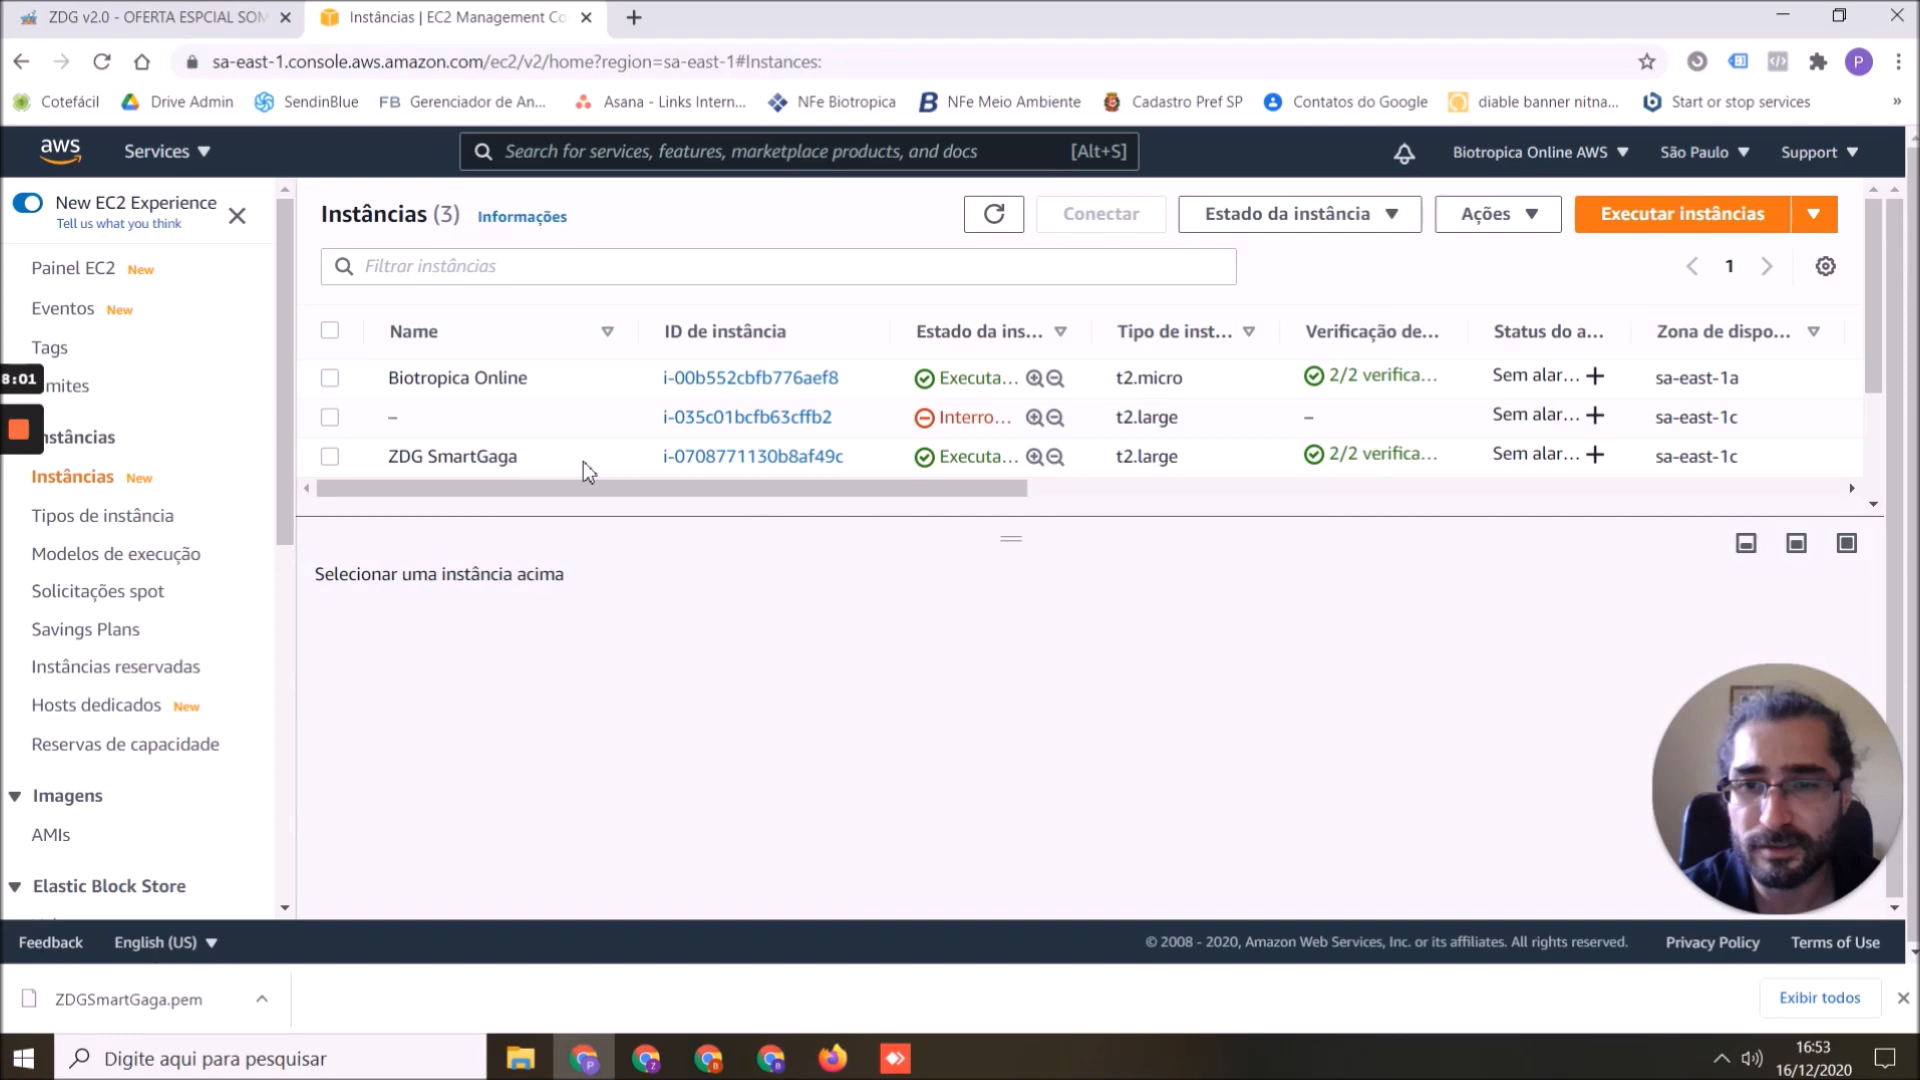 ZDG v2.0 - OFERTA ESPCIAL SOM
Instâncias | EC2 Management Co
sa-east-1.console.aws.amazon.com/ec2/v2/home?region=sa-east-1#Instances:
P
Cotefácil
Drive Admin
SendinBlue
FB Gerenciador de An...
Asana - Links Intern...
NFe Biotropica
B NFe Meio Ambiente
Cadastro Pref SP
Contatos do Google
diable banner nitna...
Start or stop services
»
aws
Services
Search for services, features, marketplace products, and docs [Alt+S]
Biotropica Online AWS
São Paulo
Support
New EC2 Experience
Tell us what you think
Painel EC2 New
Eventos New
Tags
8:01
mites
nstâncias
Instâncias New
Tipos de instância
Modelos de execução
Solicitações spot
Savings Plans
Instâncias reservadas
Hosts dedicados New
Reservas de capacidade
Imagens
AMIs
Elastic Block Store
Instâncias (3) Informações
Conectar
Estado da instância
Ações
Executar instâncias
Filtrar instâncias
1
Name ID de instância Estado da ins... Tipo de inst... Verificação de... Status do a... Zona de dispo...
Biotropica Online i-00b552cbfb776aef8 Executa... t2.micro 2/2 verifica... Sem alar... + sa-east-1a
– i-035c01bcfb63cffb2 Interro... t2.large – Sem alar... + sa-east-1c
ZDG SmartGaga i-0708771130b8af49c Executa... t2.large 2/2 verifica... Sem alar... + sa-east-1c
Selecionar uma instância acima
Feedback
English (US)
© 2008 - 2020, Amazon Web Services, Inc. or its affiliates. All rights reserved.
Privacy Policy
Terms of Use
ZDGSmartGaga.pem
Exibir todos
Digite aqui para pesquisar
16:53
16/12/2020